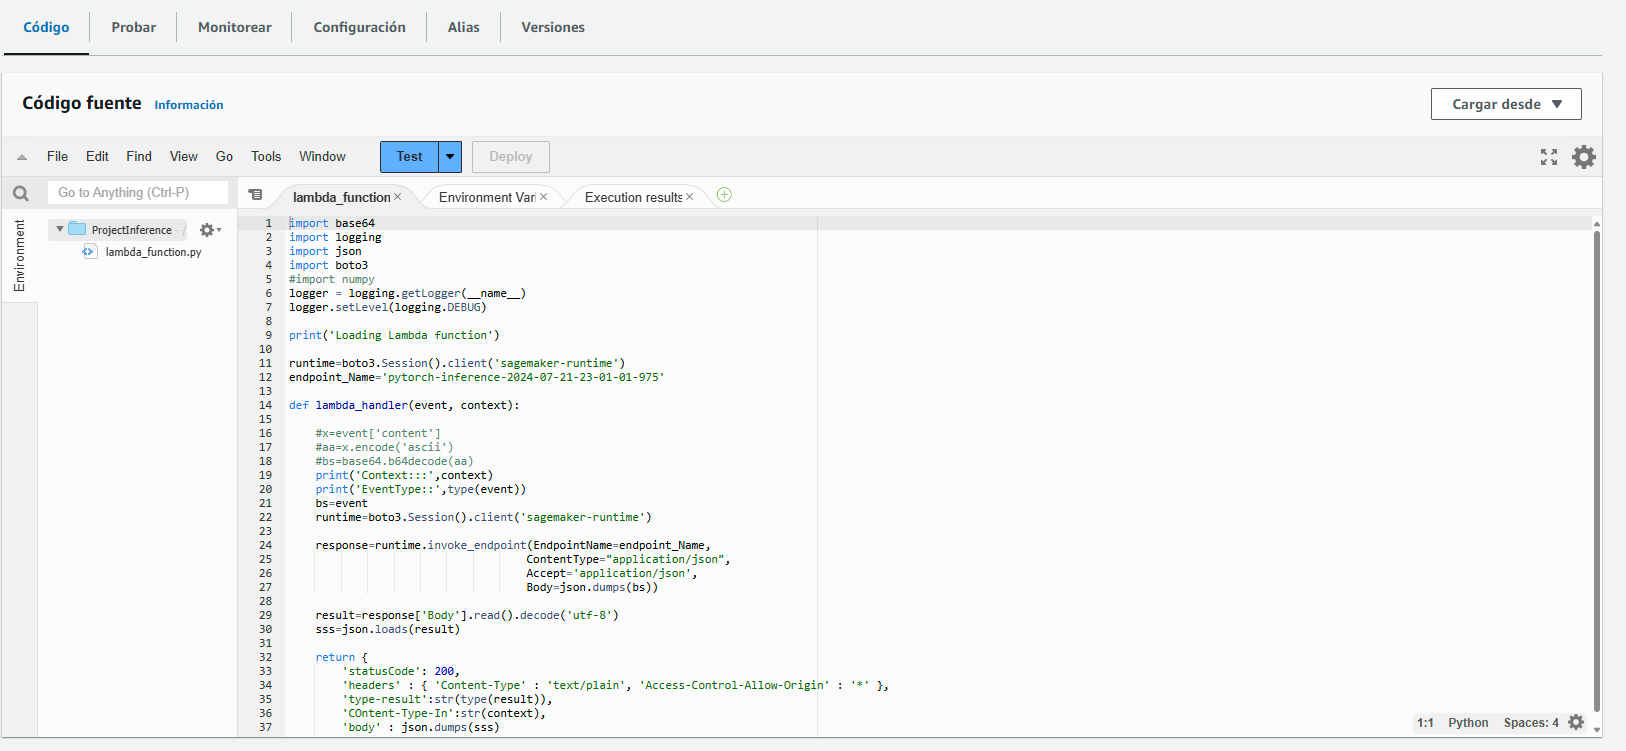 Código Probar Monitorear Configuración Alias Versiones
Código fuente Información Cargar desde
File Edit Find View Go Tools Window Test Deploy
Go to Anything (Ctrl-P) lambda_function Environment Vari Execution results
Environment
ProjectInference - /
lambda_function.py
1 import base64
2 import logging
3 import json
4 import boto3
5 #import numpy
6 logger = logging.getLogger(__name__)
7 logger.setLevel(logging.DEBUG)
8
9 print('Loading Lambda function')
10
11 runtime=boto3.Session().client('sagemaker-runtime')
12 endpoint_Name='pytorch-inference-2024-07-21-23-01-01-975'
13
14 def lambda_handler(event, context):
15
16     #x=event['content']
17     #aa=x.encode('ascii')
18     #bs=base64.b64decode(aa)
19     print('Context:::',context)
20     print('EventType::',type(event))
21     bs=event
22     runtime=boto3.Session().client('sagemaker-runtime')
23
24     response=runtime.invoke_endpoint(EndpointName=endpoint_Name,
25                                     ContentType="application/json",
26                                     Accept='application/json',
27                                     Body=json.dumps(bs))
28
29     result=response['Body'].read().decode('utf-8')
30     sss=json.loads(result)
31
32     return {
33         'statusCode': 200,
34         'headers' : { 'Content-Type' : 'text/plain', 'Access-Control-Allow-Origin' : '*' },
35         'type-result':str(type(result)),
36         'COntent-Type-In':str(context),
37         'body' : json.dumps(sss)
1:1 Python Spaces: 4